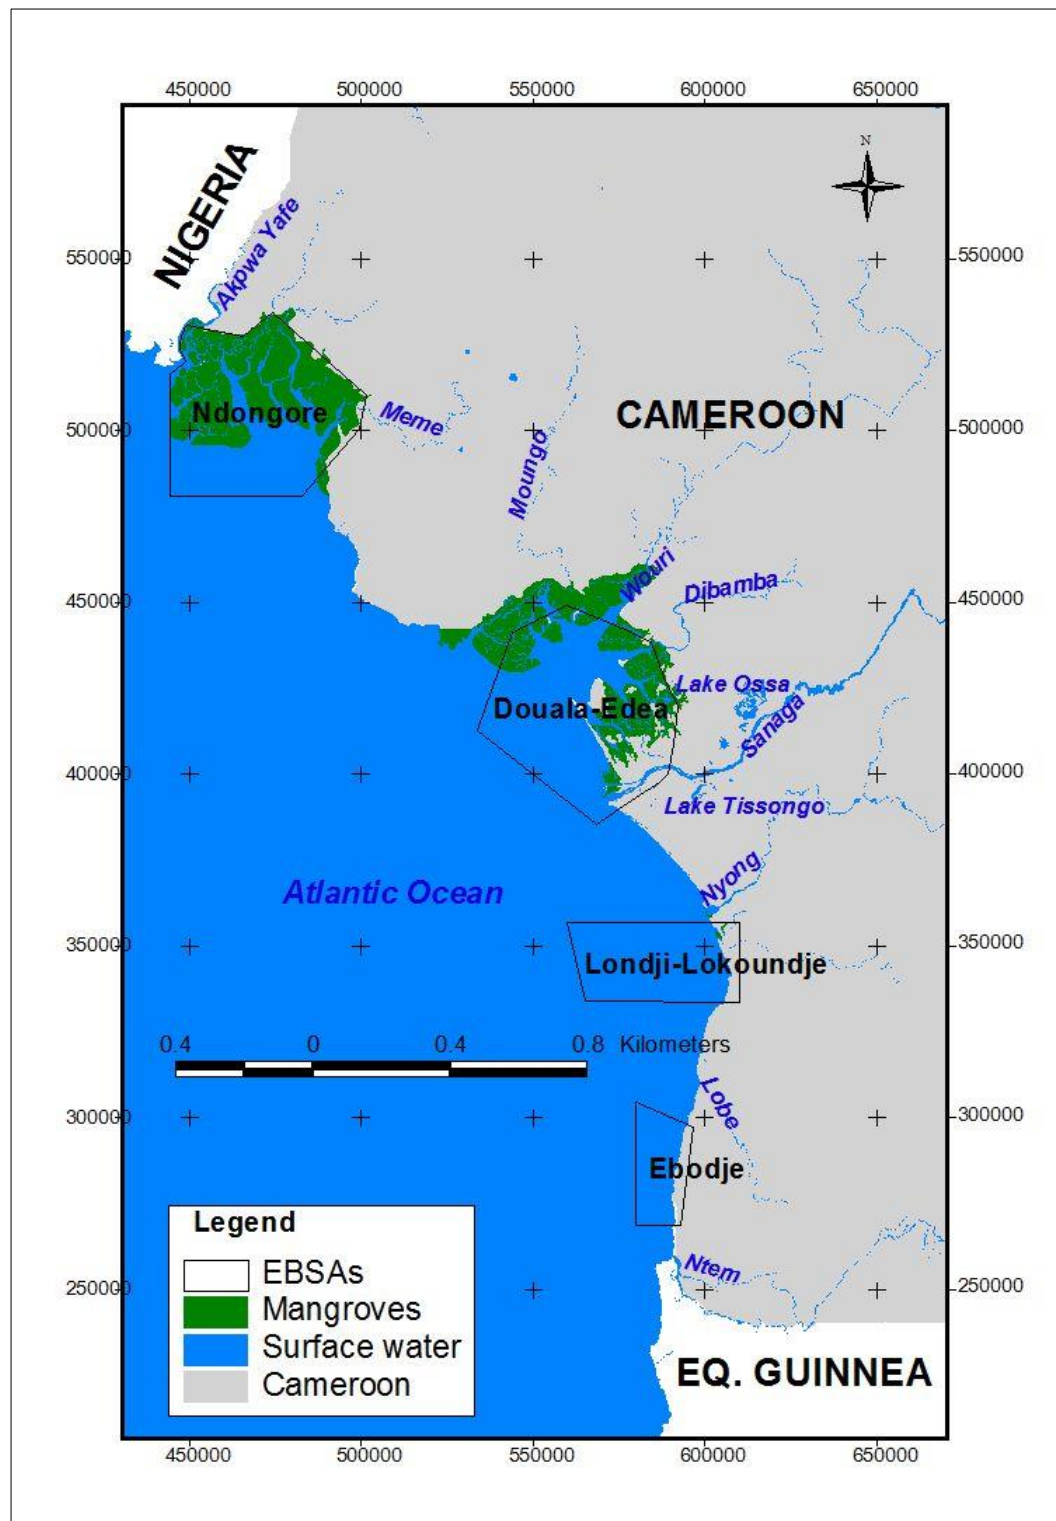 450000 500000 550000 600000 650000
N
NIGERIA
Akpwa Yafe
550000 550000
CAMEROON
Ndongore
Meme
500000 500000
Moungo
Wouri
Dibamba
450000 450000
Lake Ossa
Douala-Edea
Sanaga
400000 400000
Lake Tissongo
Nyong
Atlantic Ocean
350000 350000
Londji-Lokoundje
0.4 0 0.4 0.8 Kilometers
Lobe
300000 300000
Ebodje
Legend
EBSAs
Mangroves
Surface water
Cameroon
Ntem
250000 250000
EQ. GUINNEA
450000 500000 550000 600000 650000